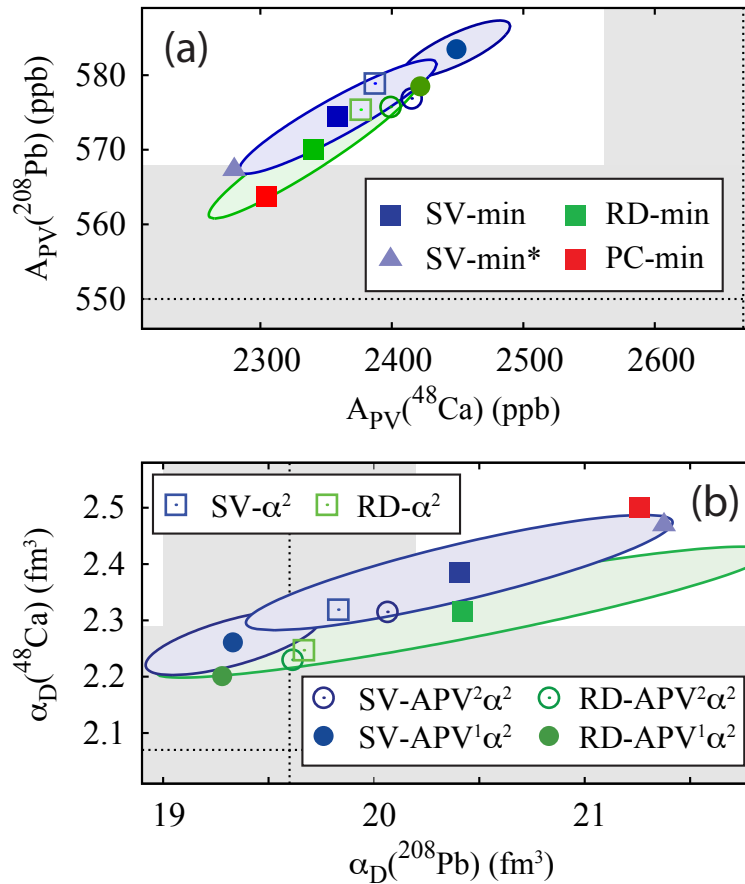 (a)
580
570
560
550
A_PV(²⁰⁸Pb) (ppb)
SV-min RD-min
SV-min* PC-min
2300 2400 2500 2600
A_PV(⁴⁸Ca) (ppb)
(b)
SV-α² RD-α²
2.5
2.4
2.3
2.2
2.1
α_D(⁴⁸Ca) (fm³)
SV-APV²α² RD-APV²α²
SV-APV¹α² RD-APV¹α²
19 20 21
α_D(²⁰⁸Pb) (fm³)